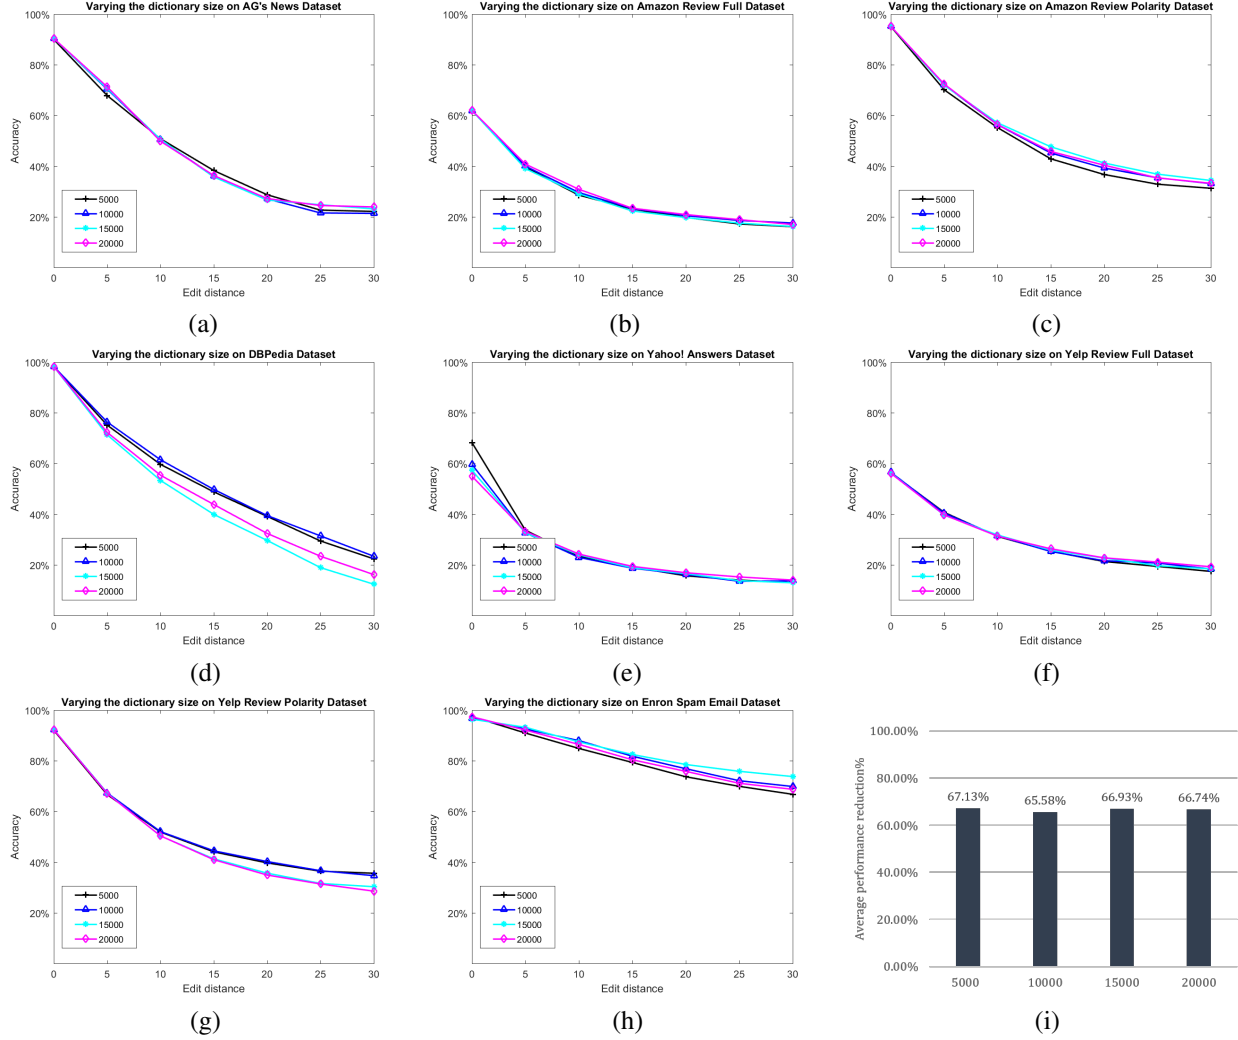 Varying the dictionary size on AG's News Dataset
100%
80%
60%
40%
20%
Accuracy
5000
10000
15000
20000
0 5 10 15 20 25 30
Edit distance
(a)
Varying the dictionary size on Amazon Review Full Dataset
100%
80%
60%
40%
20%
Accuracy
5000
10000
15000
20000
0 5 10 15 20 25 30
Edit distance
(b)
Varying the dictionary size on Amazon Review Polarity Dataset
100%
80%
60%
40%
20%
Accuracy
5000
10000
15000
20000
0 5 10 15 20 25 30
Edit distance
(c)
Varying the dictionary size on DBPedia Dataset
100%
80%
60%
40%
20%
Accuracy
5000
10000
15000
20000
0 5 10 15 20 25 30
Edit distance
(d)
Varying the dictionary size on Yahoo! Answers Dataset
100%
80%
60%
40%
20%
Accuracy
5000
10000
15000
20000
0 5 10 15 20 25 30
Edit distance
(e)
Varying the dictionary size on Yelp Review Full Dataset
100%
80%
60%
40%
20%
Accuracy
5000
10000
15000
20000
0 5 10 15 20 25 30
Edit distance
(f)
Varying the dictionary size on Yelp Review Polarity Dataset
100%
80%
60%
40%
20%
Accuracy
5000
10000
15000
20000
0 5 10 15 20 25 30
Edit distance
(g)
Varying the dictionary size on Enron Spam Email Dataset
100%
80%
60%
40%
20%
Accuracy
5000
10000
15000
20000
0 5 10 15 20 25 30
Edit distance
(h)
100.00%
80.00%
60.00%
40.00%
20.00%
0.00%
Average performance reduction%
67.13% 65.58% 66.93% 66.74%
5000 10000 15000 20000
(i)